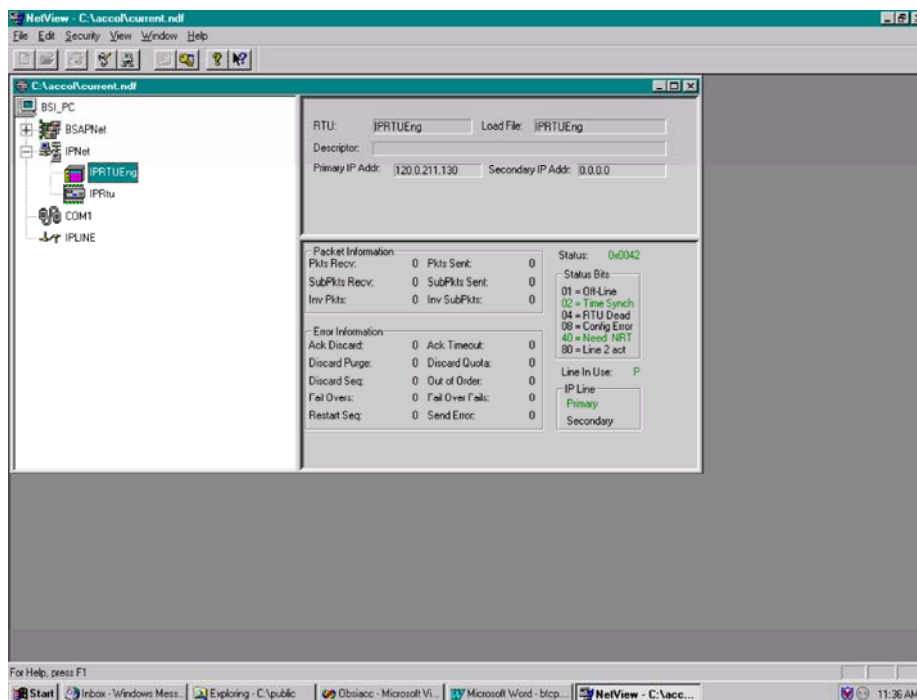 NetView - C:\accol\current.ndf
File Edit Security View Window Help
C:\accol\current.ndf
BSI_PC
BSAPNet
IPNet
IPRTUEng
IPRtu
COM1
IPLINE
RTU: IPRTUEng Load File: IPRTUEng
Descriptor:
Primary IP Addr: 120.0.211.130 Secondary IP Addr: 0.0.0.0
Packet Information
Pkts Recv: 0 Pkts Sent: 0
SubPkts Recv: 0 SubPkts Sent: 0
Inv Pkts: 0 Inv SubPkts: 0
Error Information
Ack Discard: 0 Ack Timeout: 0
Discard Purge: 0 Discard Quota: 0
Discard Seq: 0 Out of Order: 0
Fail Overs: 0 Fail Over Fails: 0
Restart Seq: 0 Send Error: 0
Status: 0x0042
Status Bits
01 = Off-Line
02 = Time Synch
04 = RTU Dead
08 = Config Error
40 = Need NRT
80 = Line 2 act
Line In Use: P
IP Line
Primary
Secondary
For Help, press F1
Start Inbox - Windows Mess... Exploring - C:\public Obsiacc - Microsoft Vi... Microsoft Word - btcp... NetView - C:\acc... 11:36 AM